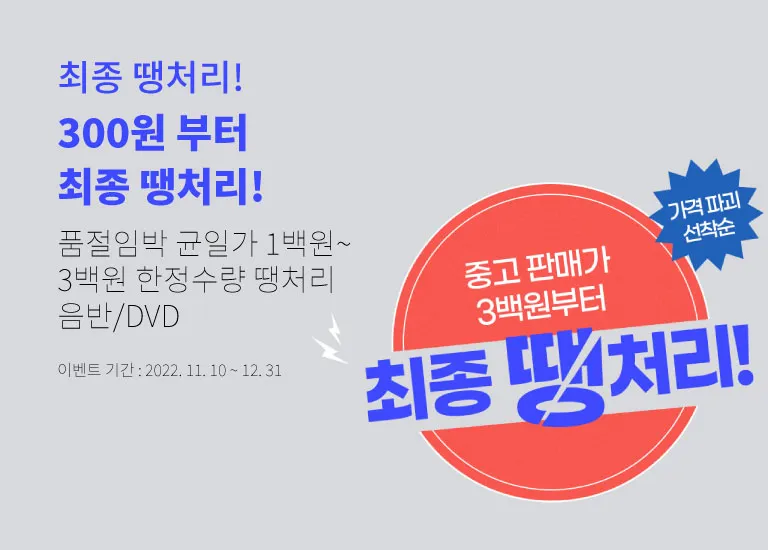 최종 땡처리!
300원 부터
최종 땡처리!
품절임박 균일가 1백원~
3백원 한정수량 땡처리
음반/DVD
이벤트 기간 : 2022. 11. 10 ~ 12. 31
가격 파괴
선착순
중고 판매가
3백원부터
최종 땡처리!